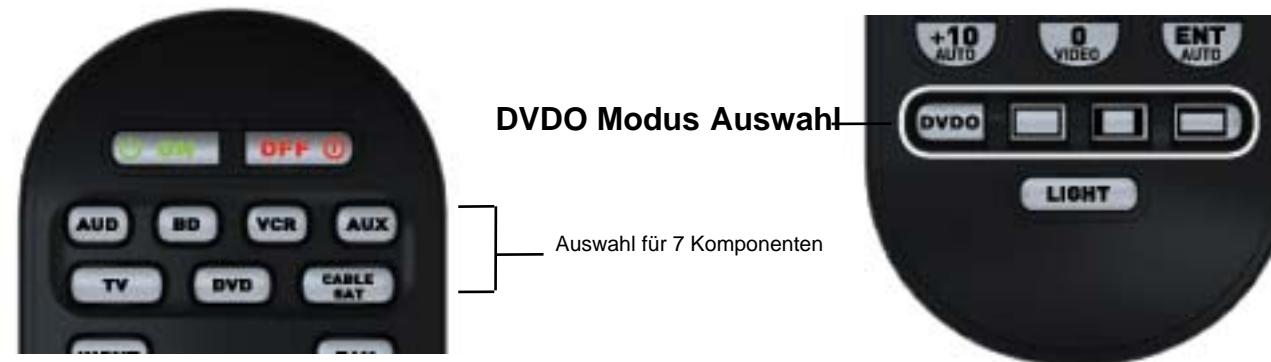 ON OFF
AUD BD VCR AUX
TV DVD CABLE SAT
DVDO Modus Auswahl
Auswahl für 7 Komponenten
+10 AUTO 0 VIDEO ENT AUTO
DVDO
LIGHT